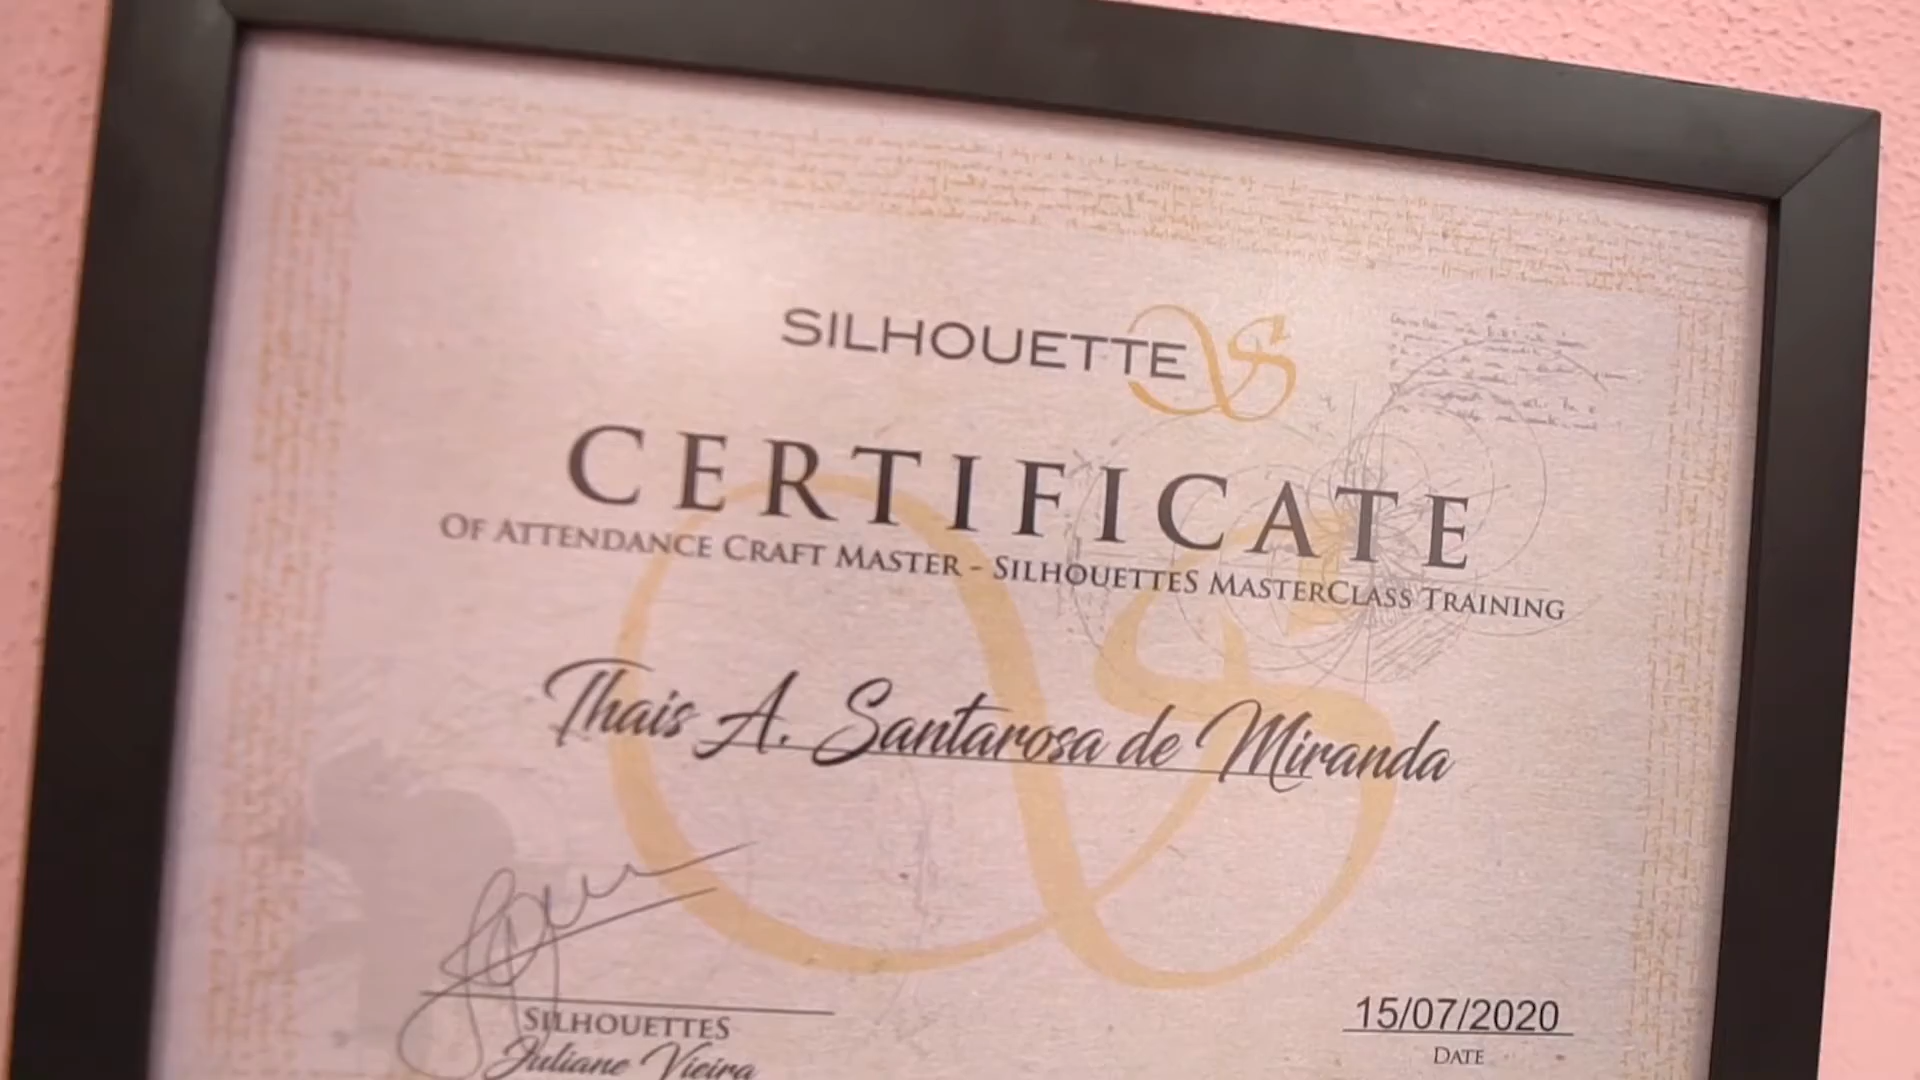 SILHOUETTE S
CERTIFICATE
OF ATTENDANCE CRAFT MASTER - SILHOUETTES MASTERCLASS TRAINING
Thais A. Santarosa de Miranda
SILHOUETTES
Juliane Vieira
15/07/2020
DATE